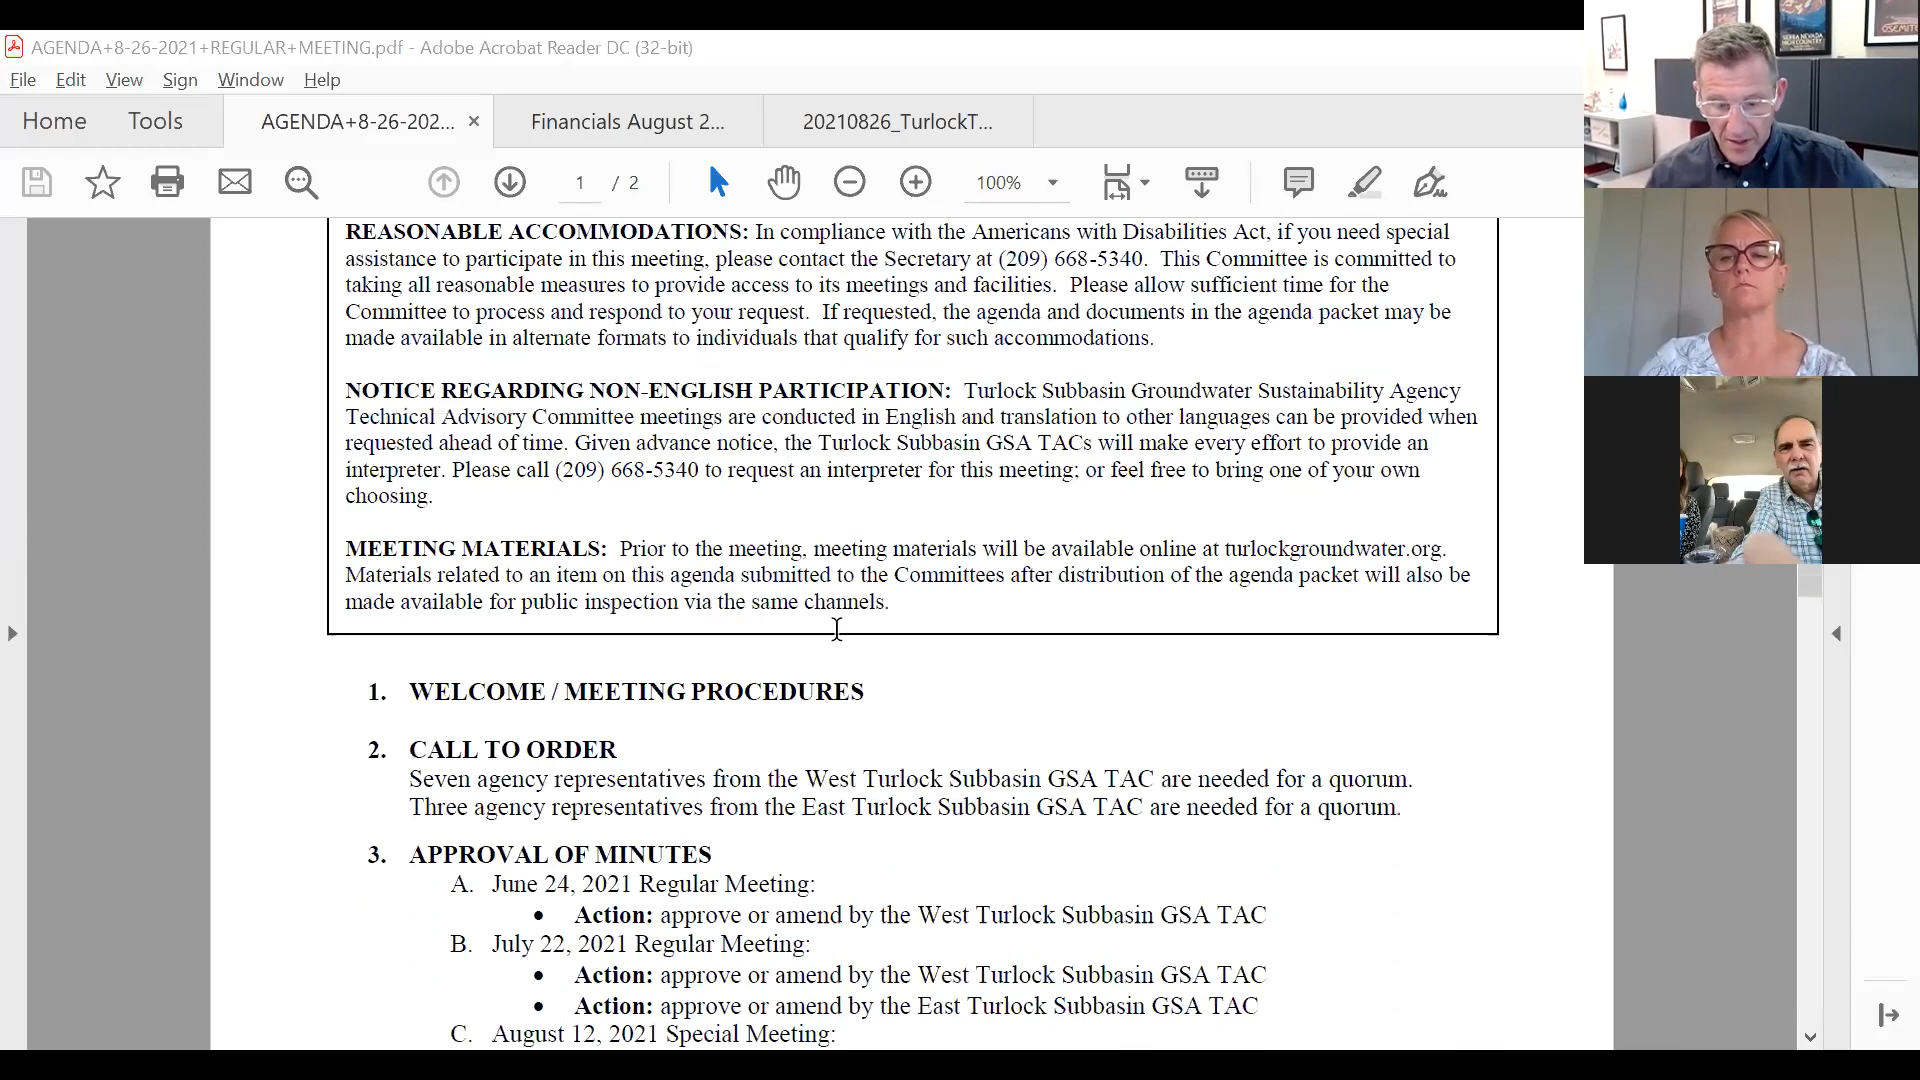 AGENDA+8-26-2021+REGULAR+MEETING.pdf - Adobe Acrobat Reader DC (32-bit)
File Edit View Sign Window Help
Home Tools AGENDA+8-26-202... × Financials August 2... 20210826_TurlockT...
1 / 2 100%
REASONABLE ACCOMMODATIONS: In compliance with the Americans with Disabilities Act, if you need special
assistance to participate in this meeting, please contact the Secretary at (209) 668-5340. This Committee is committed to
taking all reasonable measures to provide access to its meetings and facilities. Please allow sufficient time for the
Committee to process and respond to your request. If requested, the agenda and documents in the agenda packet may be
made available in alternate formats to individuals that qualify for such accommodations.
NOTICE REGARDING NON-ENGLISH PARTICIPATION: Turlock Subbasin Groundwater Sustainability Agency
Technical Advisory Committee meetings are conducted in English and translation to other languages can be provided when
requested ahead of time. Given advance notice, the Turlock Subbasin GSA TACs will make every effort to provide an
interpreter. Please call (209) 668-5340 to request an interpreter for this meeting; or feel free to bring one of your own
choosing.
MEETING MATERIALS: Prior to the meeting, meeting materials will be available online at turlockgroundwater.org.
Materials related to an item on this agenda submitted to the Committees after distribution of the agenda packet will also be
made available for public inspection via the same channels.
1. WELCOME / MEETING PROCEDURES
2. CALL TO ORDER
Seven agency representatives from the West Turlock Subbasin GSA TAC are needed for a quorum.
Three agency representatives from the East Turlock Subbasin GSA TAC are needed for a quorum.
3. APPROVAL OF MINUTES
A. June 24, 2021 Regular Meeting:
• Action: approve or amend by the West Turlock Subbasin GSA TAC
B. July 22, 2021 Regular Meeting:
• Action: approve or amend by the West Turlock Subbasin GSA TAC
• Action: approve or amend by the East Turlock Subbasin GSA TAC
C. August 12, 2021 Special Meeting: